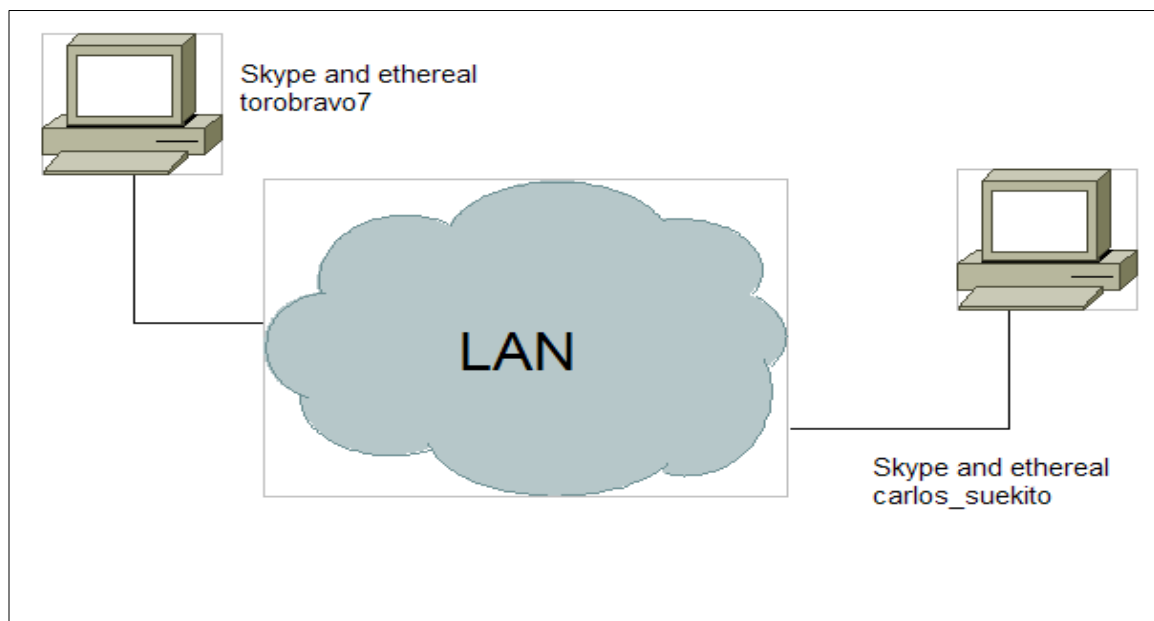 Skype and ethereal
torobravo7
LAN
Skype and ethereal
carlos_suekito